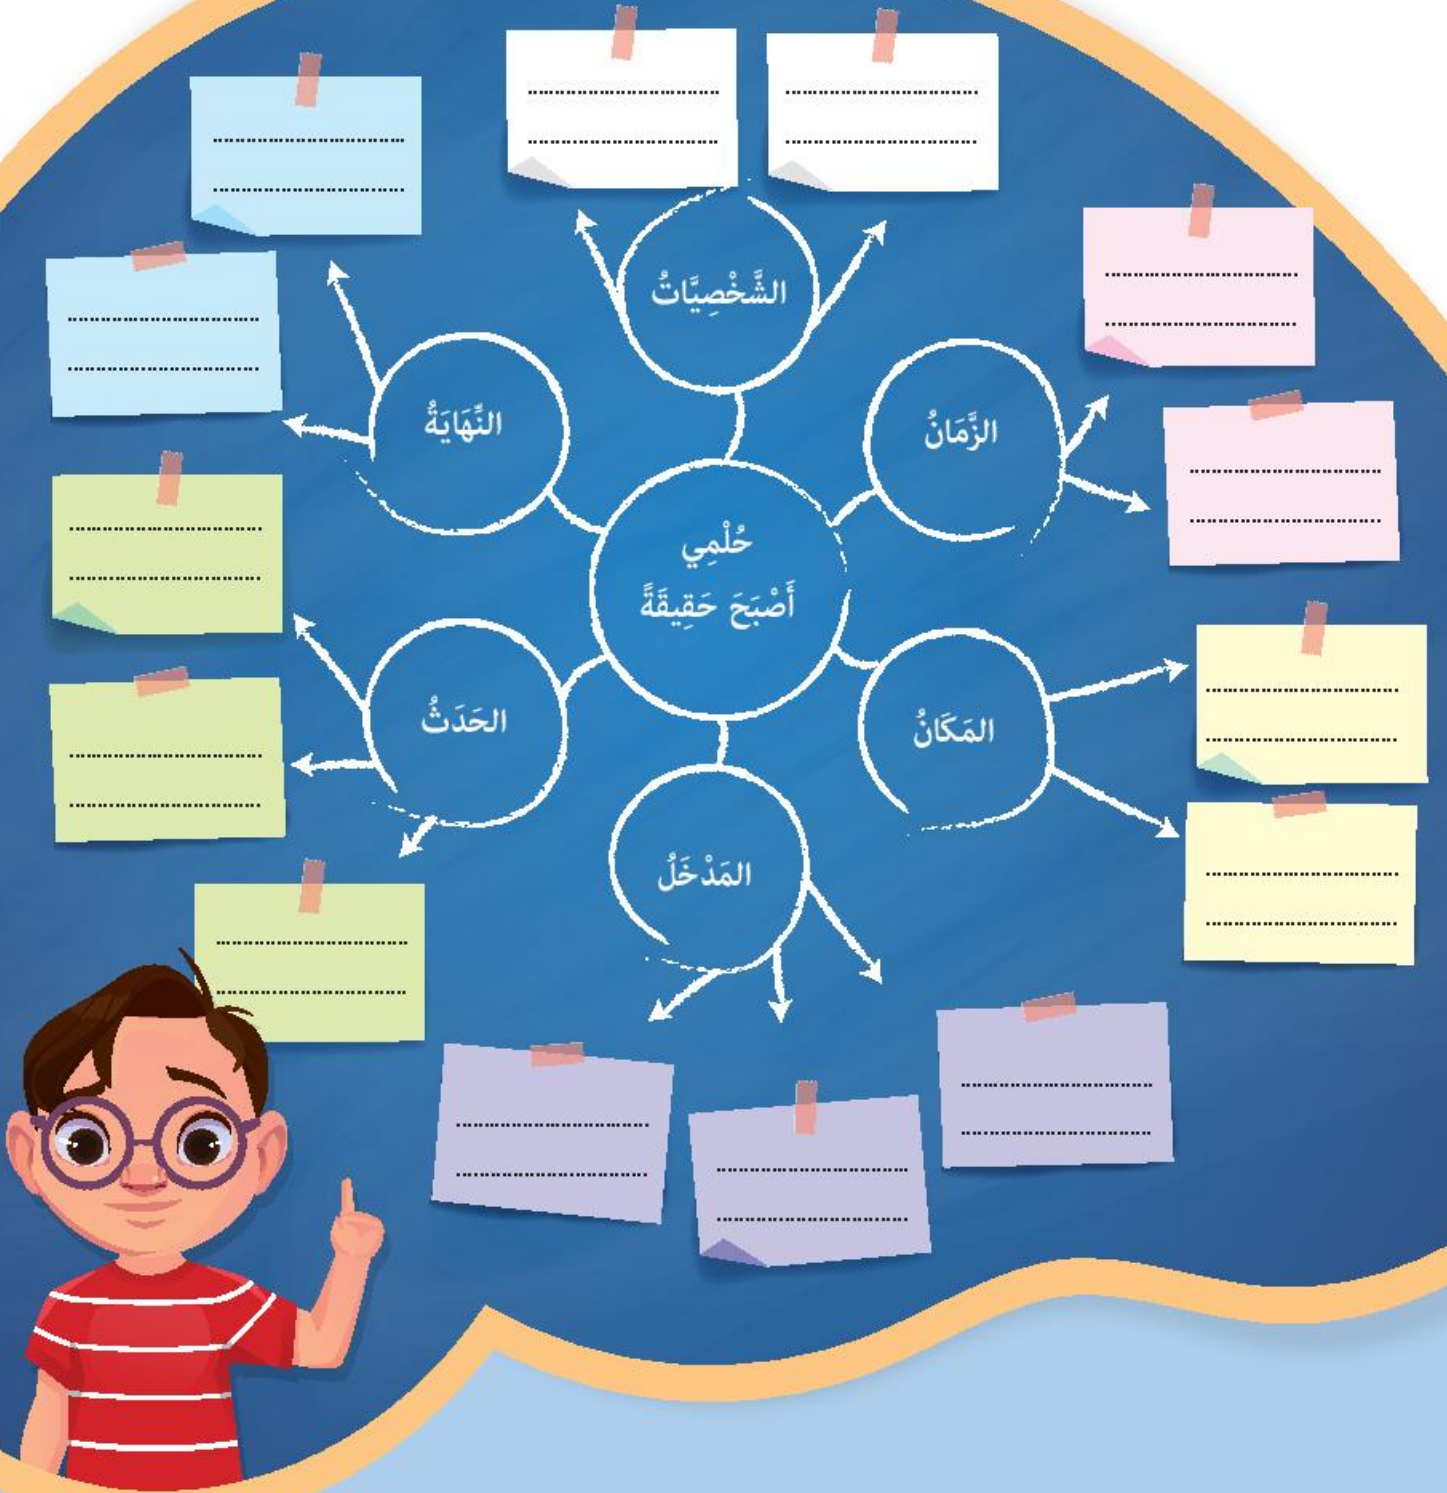 الشَّخْصِيَّاتُ
الزَّمَانُ
النِّهَايَةُ
حُلْمِي
أَصْبَحَ حَقِيقَةً
المَكَانُ
الحَدَثُ
المَدْخَلُ